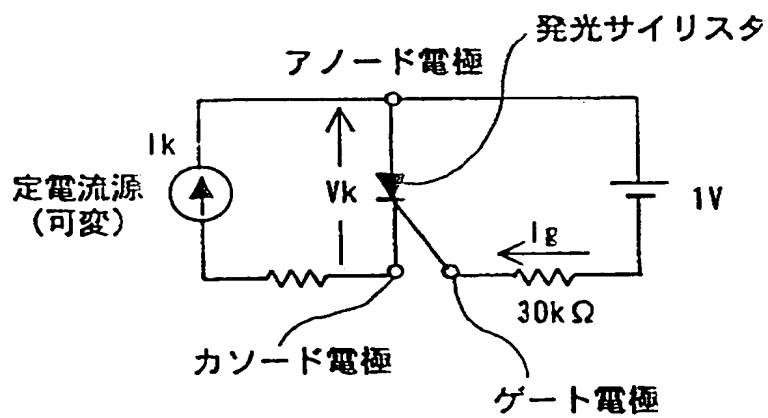 発光サイリスタ
アノード電極
Ik
定電流源
(可変)
Vk
1V
Ig
30kΩ
カソード電極
ゲート電極